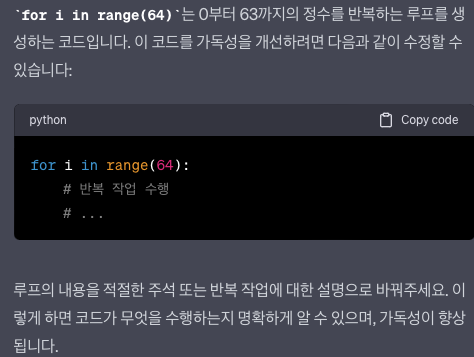 `for i in range(64)`는 0부터 63까지의 정수를 반복하는 루프를 생
성하는 코드입니다. 이 코드를 가독성을 개선하려면 다음과 같이 수정할 수
있습니다:
python Copy code
for i in range(64):
    # 반복 작업 수행
    # ...
루프의 내용을 적절한 주석 또는 반복 작업에 대한 설명으로 바꿔주세요. 이
렇게 하면 코드가 무엇을 수행하는지 명확하게 알 수 있으며, 가독성이 향상
됩니다.